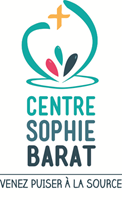 CENTRE
SOPHIE
BARAT
VENEZ PUISER À LA SOURCE